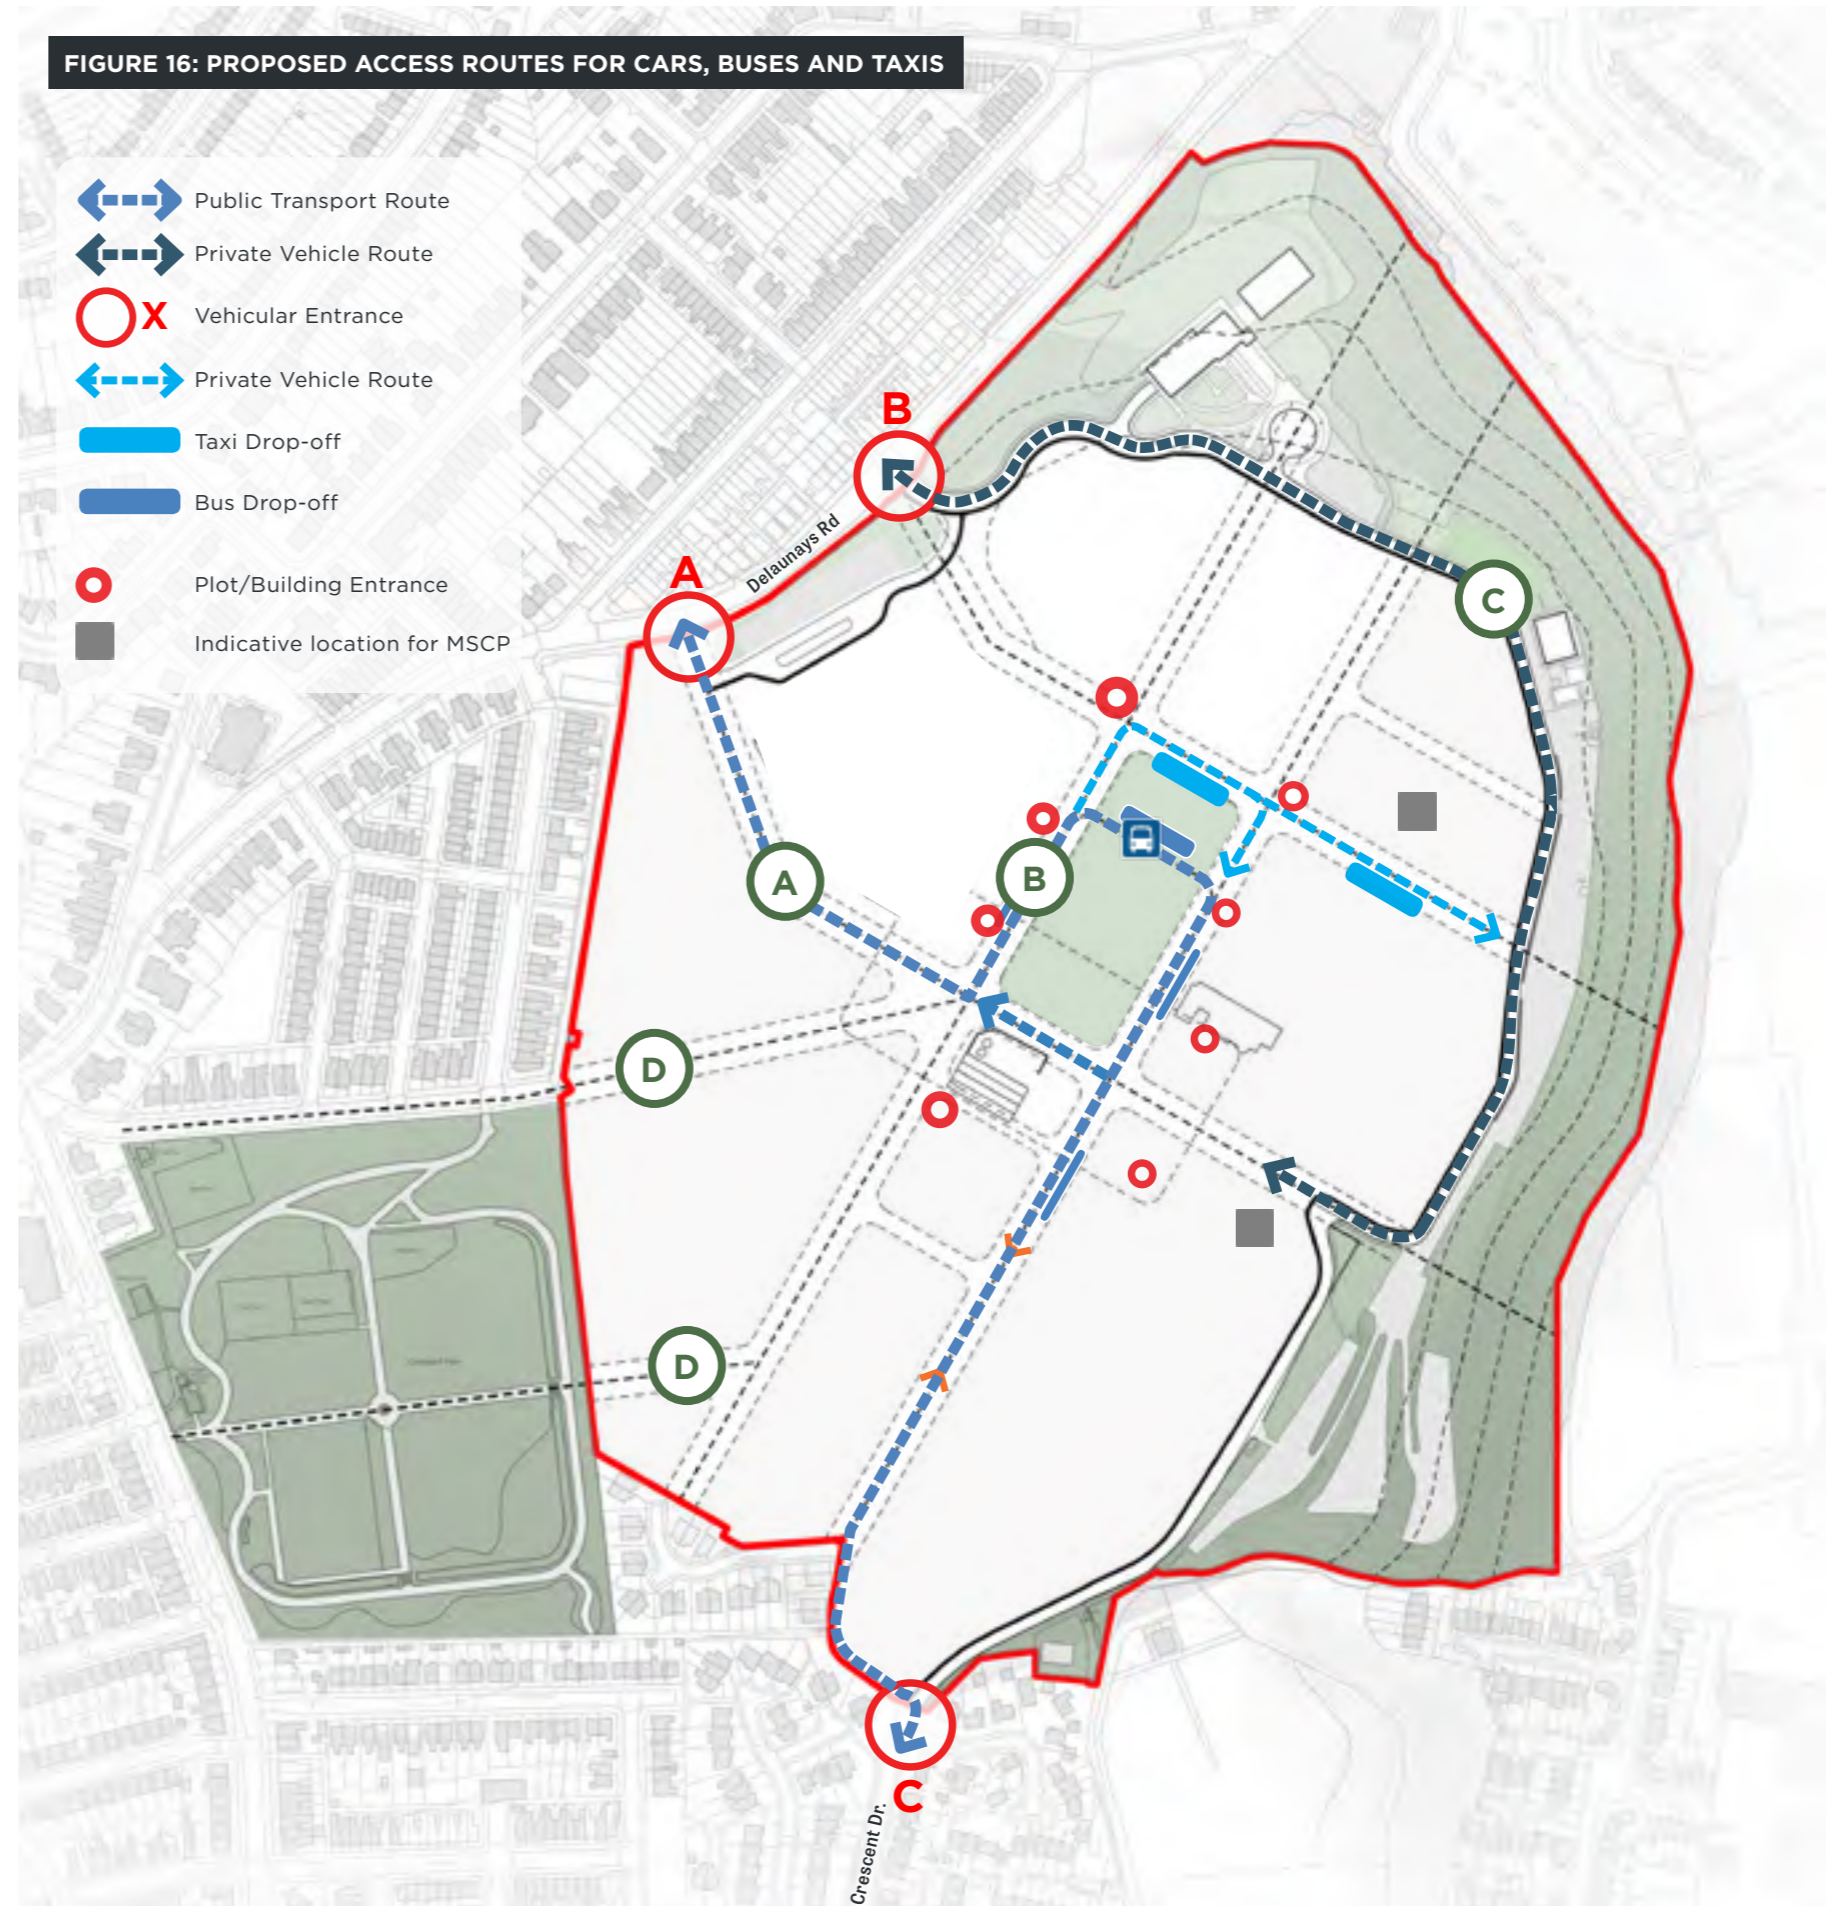 FIGURE 16: PROPOSED ACCESS ROUTES FOR CARS, BUSES AND TAXIS
Public Transport Route
Private Vehicle Route
X Vehicular Entrance
Private Vehicle Route
Taxi Drop-off
Bus Drop-off
Plot/Building Entrance
Indicative location for MSCP
B
Delaunays Rd
A
C
B
A
D
D
C
Crescent Dr.